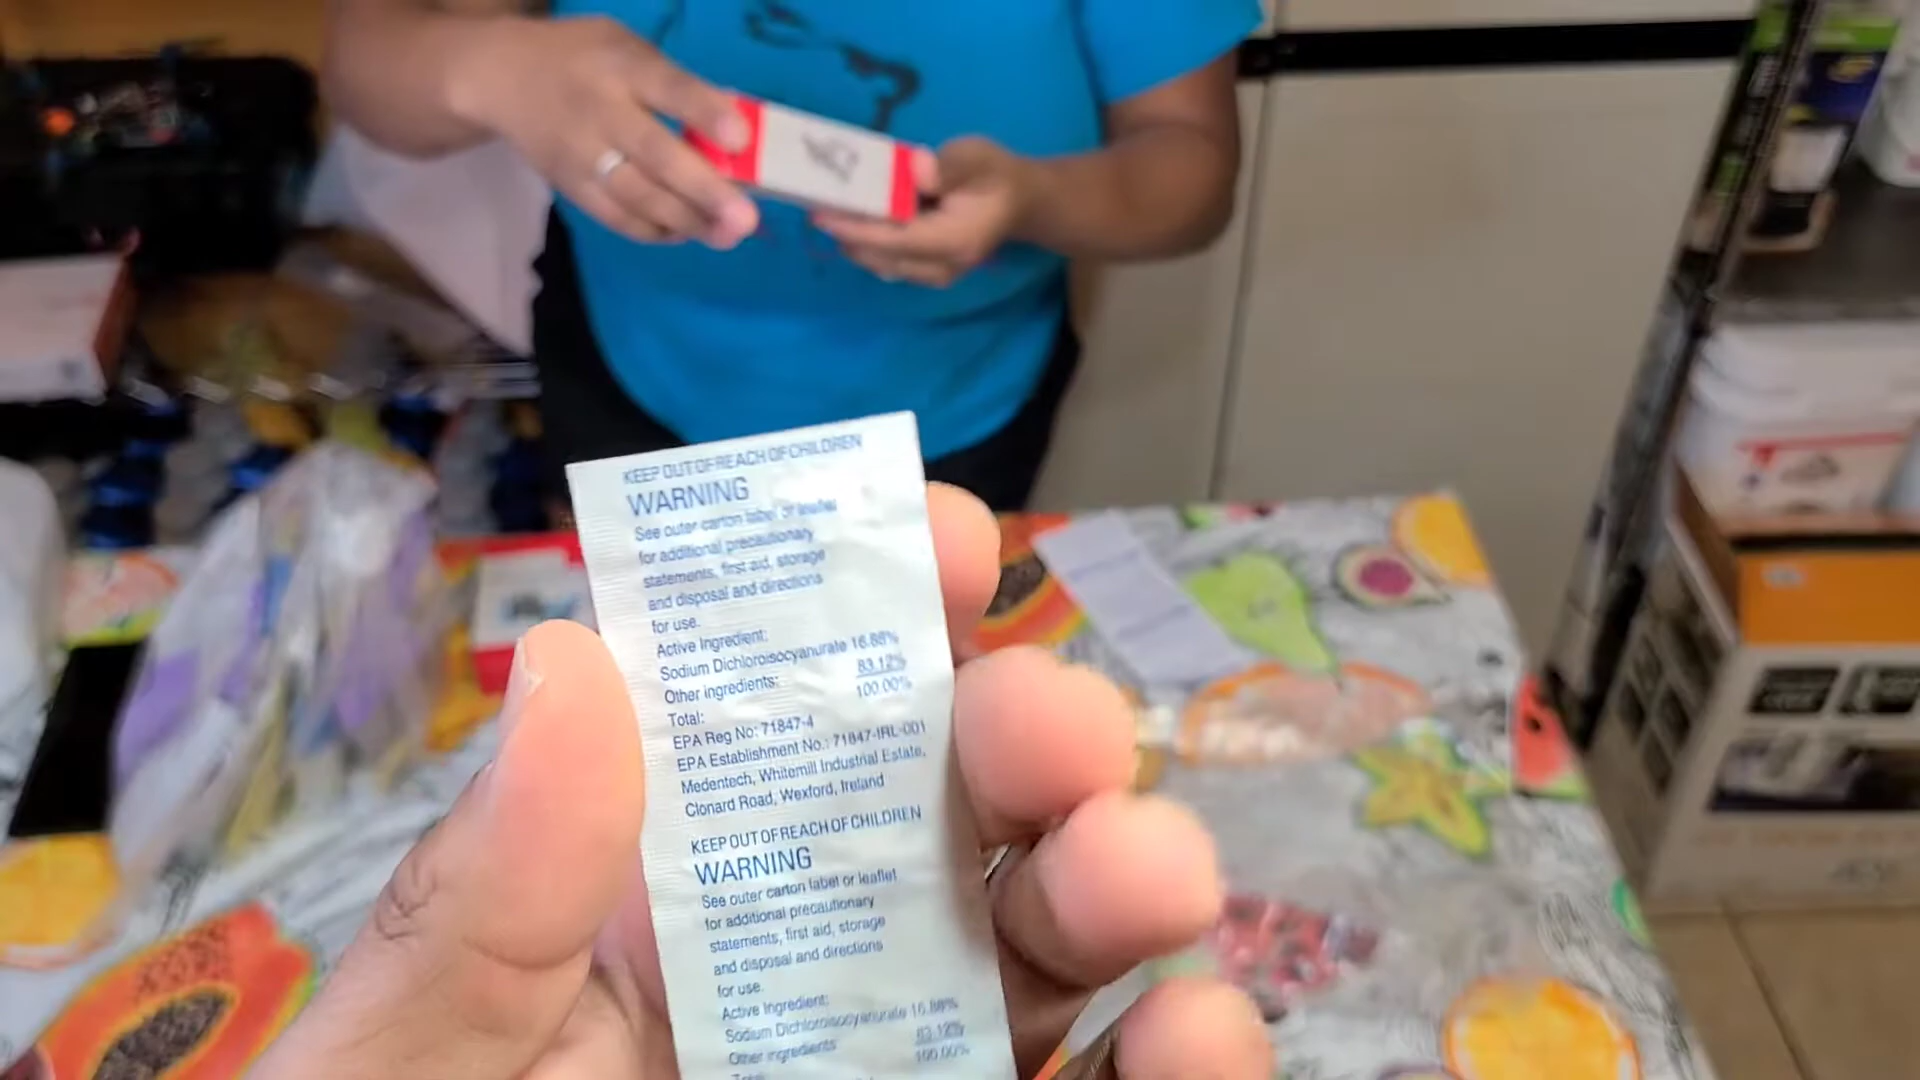 KEEP OUT OF REACH OF CHILDREN
WARNING
See outer carton label or leaflet
for additional precautionary
statements, first aid, storage
and disposal and directions
for use.
Active Ingredient:
Sodium Dichloroisocyanurate 16.88%
Other ingredients: 83.12%
Total: 100.00%
EPA Reg No: 71847-4
EPA Establishment No.: 71847-IRL-001
Medentech, Whitemill Industrial Estate,
Clonard Road, Wexford, Ireland
KEEP OUT OF REACH OF CHILDREN
WARNING
See outer carton label or leaflet
for additional precautionary
statements, first aid, storage
and disposal and directions
for use.
Active Ingredient:
Sodium Dichloroisocyanurate 16.88%
Other ingredients 83.12%
100.00%